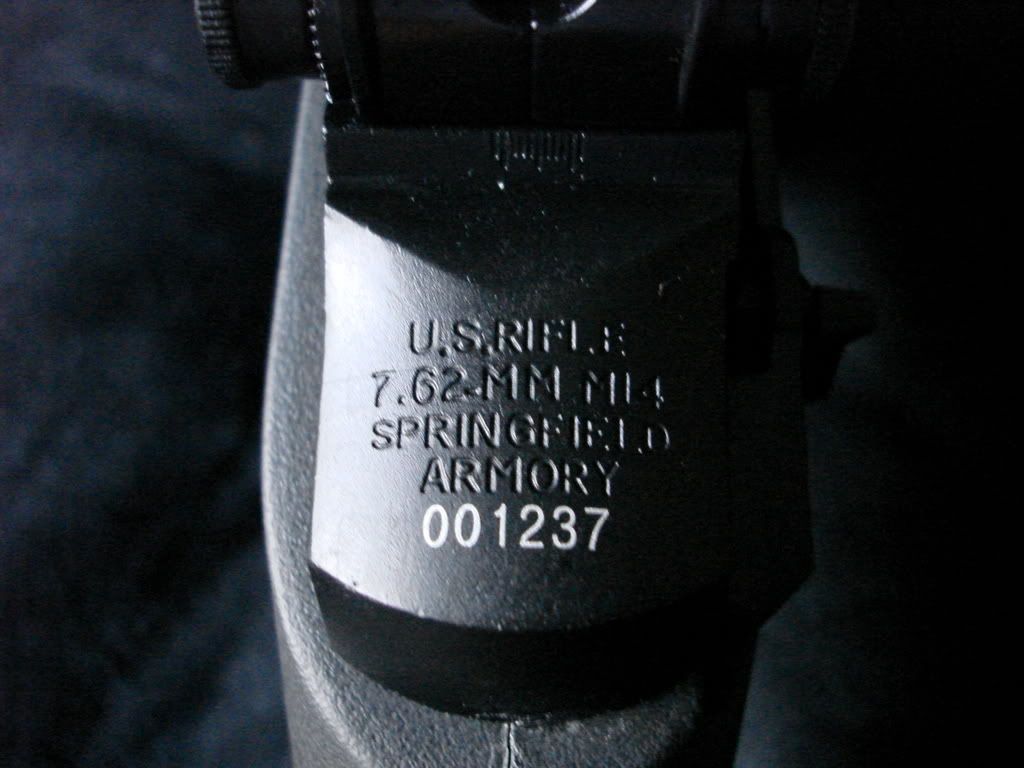 U.S. RIFLE
7.62-MM M14
SPRINGFIELD
ARMORY
001237